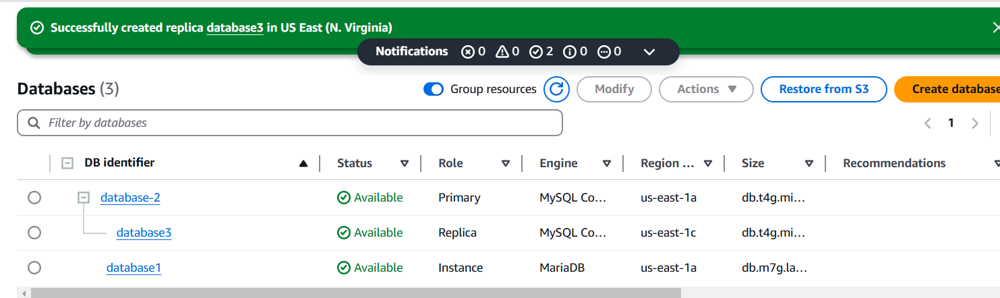 Successfully created replica database3 in US East (N. Virginia)
Notifications 0 0 2 0 0
Databases (3) Group resources Modify Actions Restore from S3 Create database
Filter by databases 1
DB identifier Status Role Engine Region ... Size Recommendations
database-2 Available Primary MySQL Co... us-east-1a db.t4g.mi...
database3 Available Replica MySQL Co... us-east-1c db.t4g.mi...
database1 Available Instance MariaDB us-east-1a db.m7g.la...